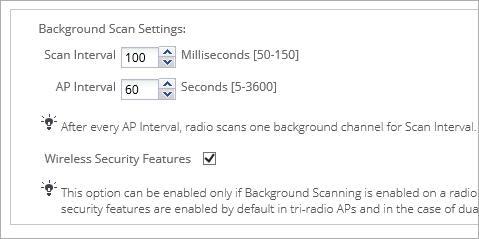 Background Scan Settings:
Scan Interval 100 Milliseconds [50-150]
AP Interval 60 Seconds [5-3600]
After every AP Interval, radio scans one background channel for Scan Interval.
Wireless Security Features
This option can be enabled only if Background Scanning is enabled on a radio
security features are enabled by default in tri-radio APs and in the case of dua